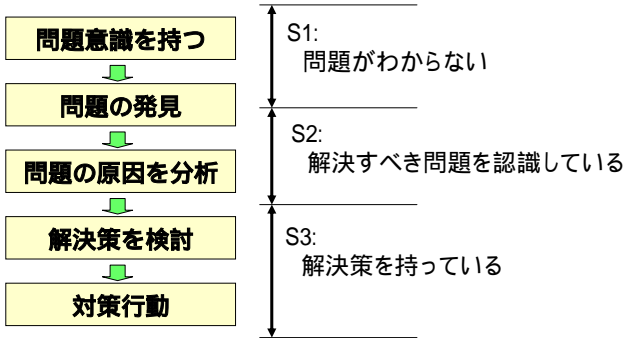 問題意識を持つ
問題の発見
問題の原因を分析
解決策を検討
対策行動
S1:
問題がわからない
S2:
解決すべき問題を認識している
S3:
解決策を持っている